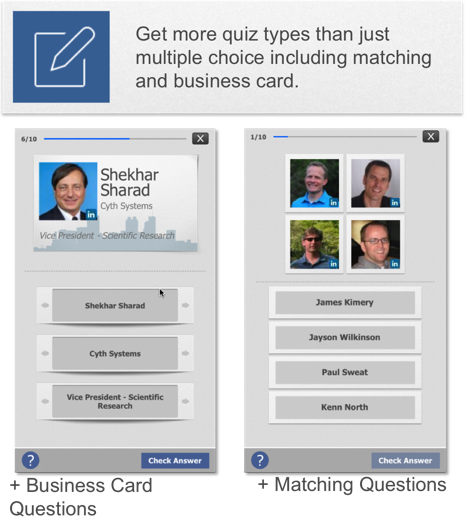 Get more quiz types than just
multiple choice including matching
and business card.
6/10
X
Shekhar
Sharad
Cyth Systems
Vice President - Scientific Research
in
Shekhar Sharad
Cyth Systems
Vice President - Scientific
Research
?
Check Answer
+ Business Card
Questions
1/10
X
in
in
in
in
James Kimery
Jayson Wilkinson
Paul Sweat
Kenn North
?
Check Answer
+ Matching Questions